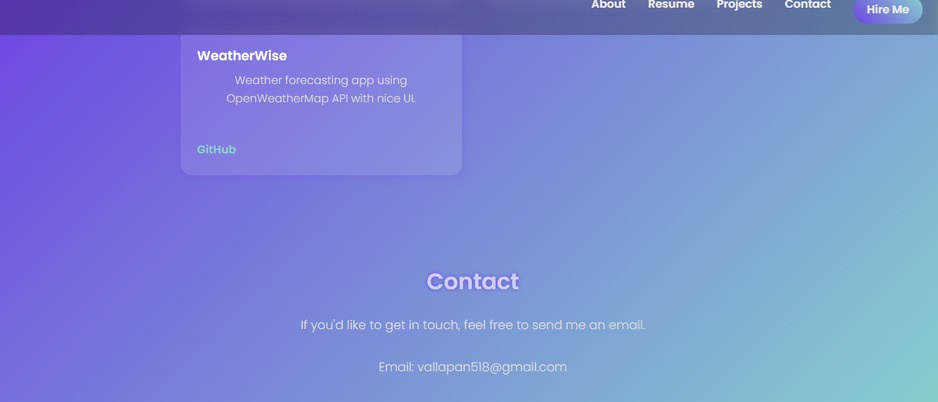 About Resume Projects Contact Hire Me
WeatherWise
Weather forecasting app using
OpenWeatherMap API with nice UI.
GitHub
Contact
If you'd like to get in touch, feel free to send me an email.
Email: vallapan518@gmail.com